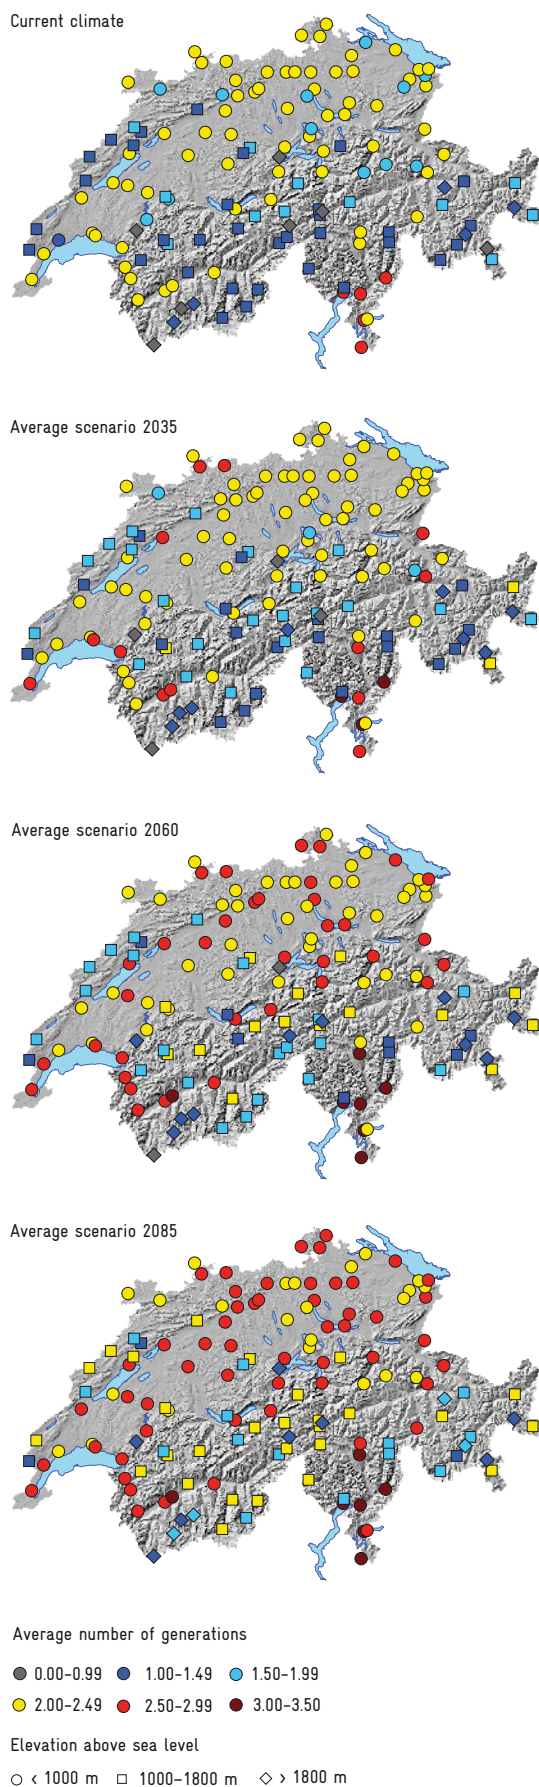 Current climate
Average scenario 2035
Average scenario 2060
Average scenario 2085
Average number of generations
0.00–0.99 1.00–1.49 1.50–1.99
2.00–2.49 2.50–2.99 3.00–3.50
Elevation above sea level
< 1000 m 1000–1800 m > 1800 m